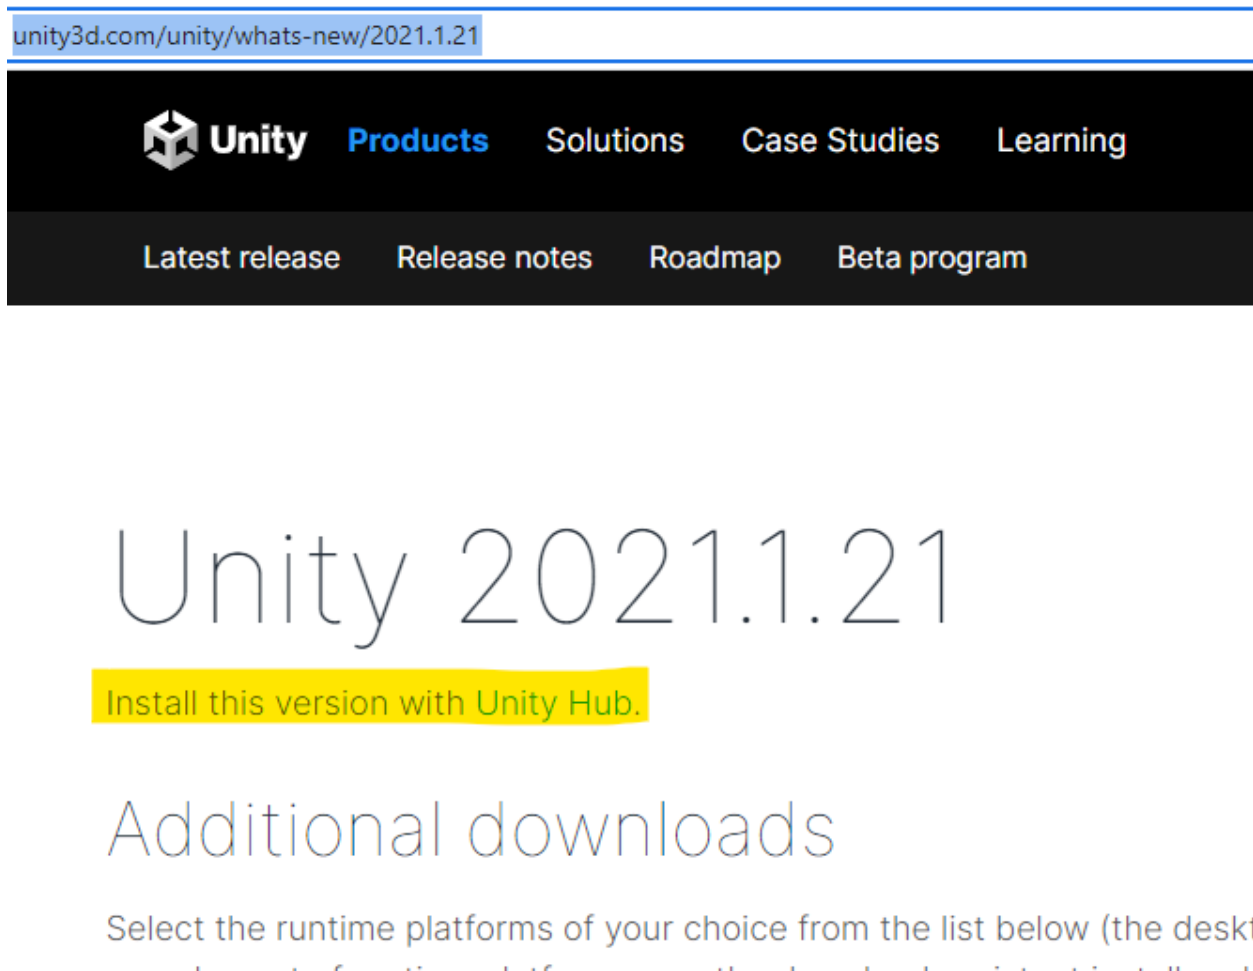 unity3d.com/unity/whats-new/2021.1.21
Unity Products Solutions Case Studies Learning
Latest release Release notes Roadmap Beta program
Unity 2021.1.21
Install this version with Unity Hub.
Additional downloads
Select the runtime platforms of your choice from the list below (the